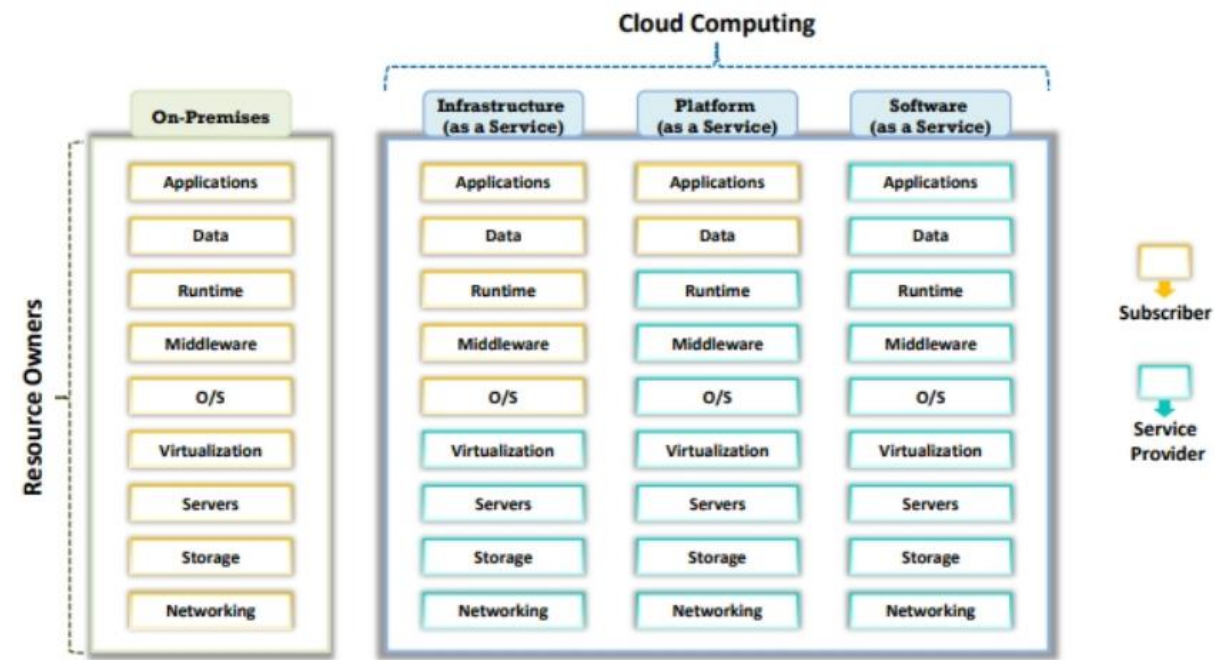 Cloud Computing
On-Premises
Infrastructure
(as a Service)
Platform
(as a Service)
Software
(as a Service)
Resource Owners
Applications
Data
Runtime
Middleware
O/S
Virtualization
Servers
Storage
Networking
Applications
Data
Runtime
Middleware
O/S
Virtualization
Servers
Storage
Networking
Applications
Data
Runtime
Middleware
O/S
Virtualization
Servers
Storage
Networking
Applications
Data
Runtime
Middleware
O/S
Virtualization
Servers
Storage
Networking
Subscriber
Service
Provider